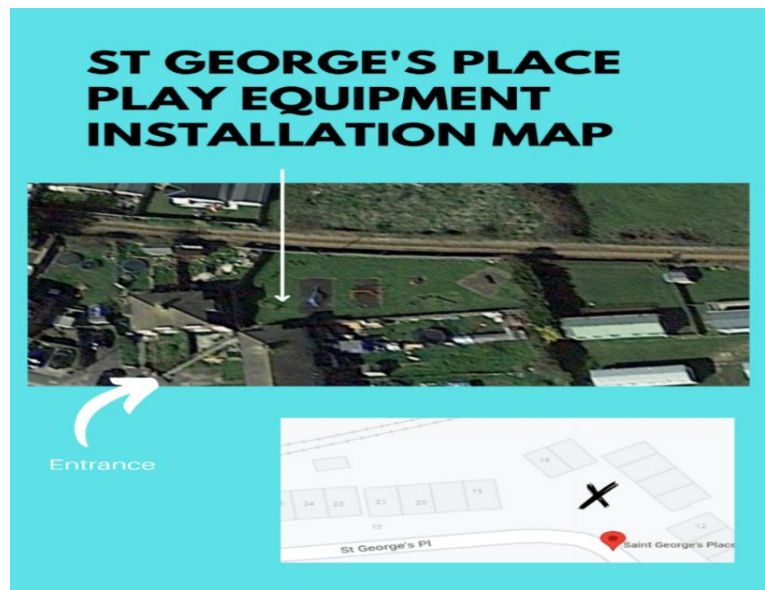 ST GEORGE'S PLACE
PLAY EQUIPMENT
INSTALLATION MAP
Entrance
18
24
23
21
20
19
13
12
St George's Pl
Saint George's Place